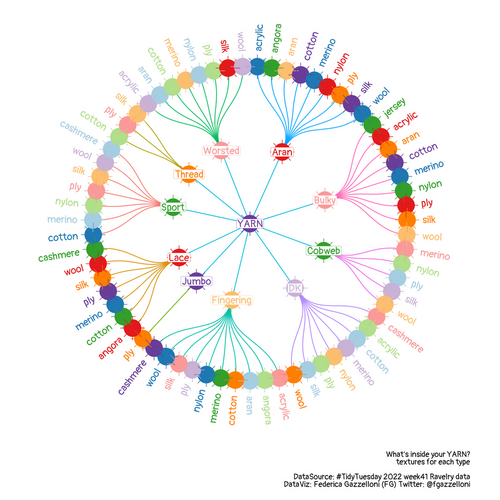 wool
acrylic
angora
aran
cotton
merino
nylon
ply
silk
wool
jersey
acrylic
aran
cotton
merino
nylon
ply
silk
wool
merino
nylon
ply
silk
wool
cashmere
acrylic
cotton
merino
nylon
ply
silk
wool
acrylic
angora
aran
cotton
merino
nylon
ply
silk
wool
cashmere
ply
angora
cotton
merino
ply
silk
wool
cashmere
cotton
merino
nylon
ply
silk
wool
cashmere
cotton
ply
silk
acrylic
aran
cotton
merino
nylon
ply
silk
Worsted
Aran
Thread
Bulky
Sport
YARN
Cobweb
Lace
Jumbo
DK
Fingering
What's inside your YARN?
textures for each type
DataSource: #TidyTuesday 2022 week41 Ravelry data
DataViz: Federica Gazzelloni (FG) Twitter: @fgazzelloni